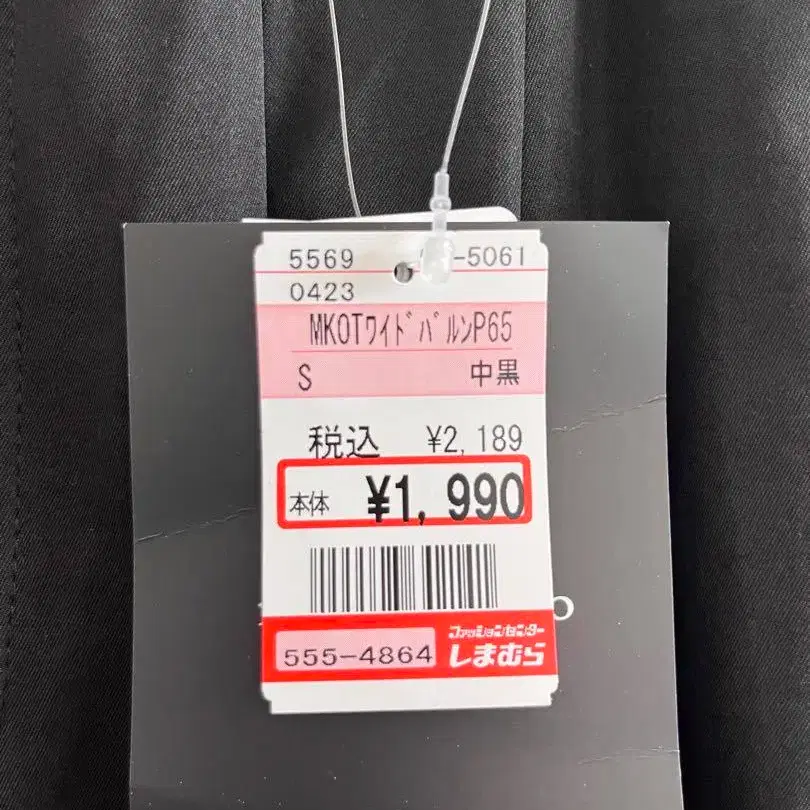 5569 -5061
0423
MKOTワイドバルンP65
S 中黒
税込 ¥2,189
本体 ¥1,990
555-4864
ファッションセンター
しまむら